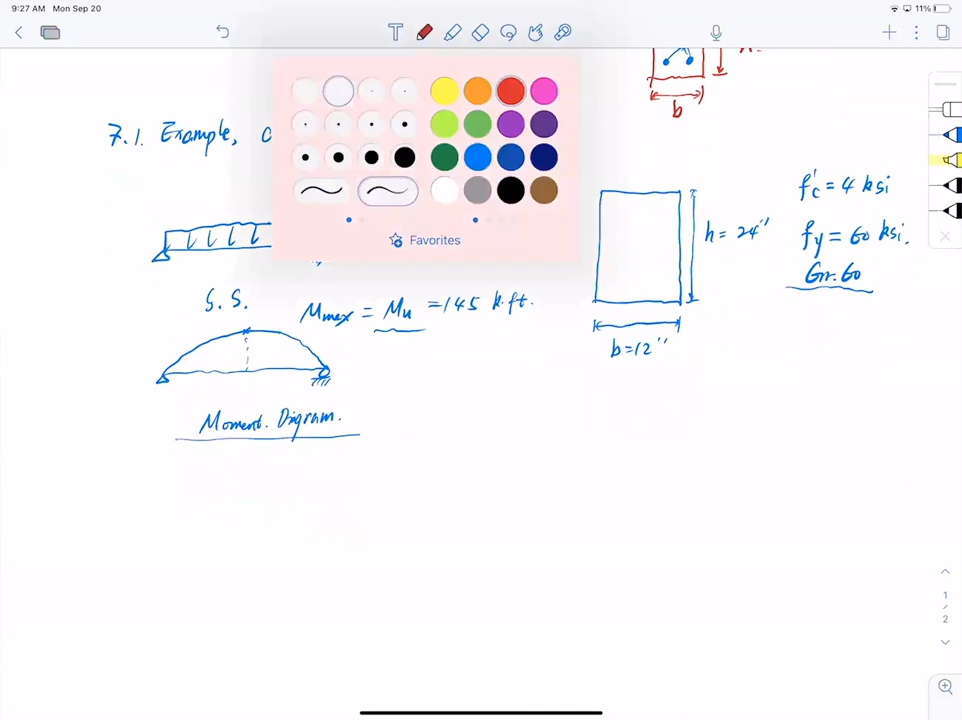 9:27 AM Mon Sep 20
11%
T
b
7.1. Example,
Favorites
f'c = 4 ksi
h = 24''
fy = 60 ksi.
Gr. 60
S. S.
Mmax = Mu = 145 k.ft.
b = 12''
Moment. Digram.
1
/
2